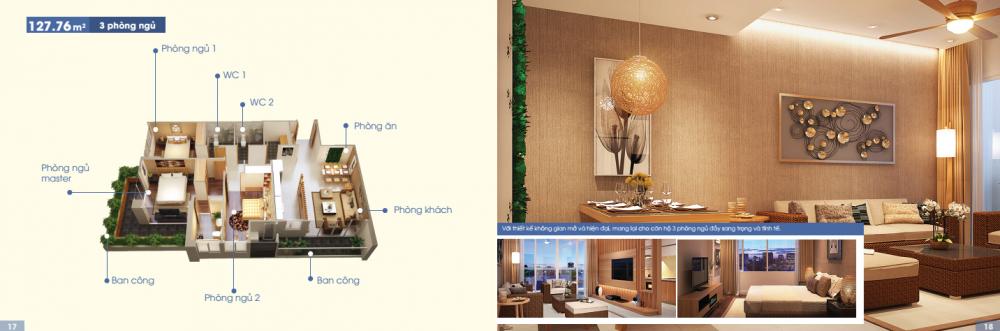 127.76 m² 3 phòng ngủ
Phòng ngủ 1
WC 1
WC 2
Phòng ăn
Phòng ngủ
master
Phòng khách
Ban công
Phòng ngủ 2
Ban công
17
Với thiết kế không gian mở và hiện đại, mang lại cho căn hộ 3 phòng ngủ đầy sang trọng và tinh tế.
18